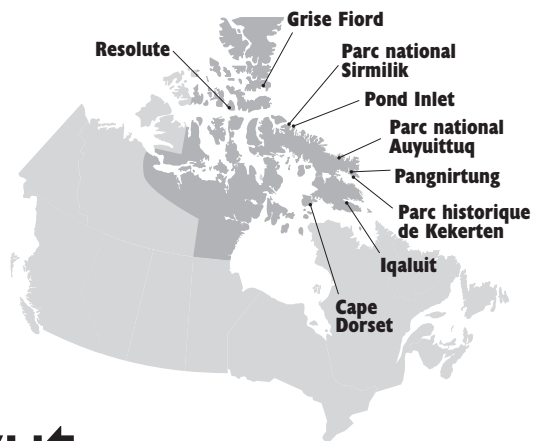 Grise Fiord
Resolute
Parc national
Sirmilik
Pond Inlet
Parc national
Auyuittuq
Pangnirtung
Parc historique
de Kekerten
Iqaluit
Cape
Dorset